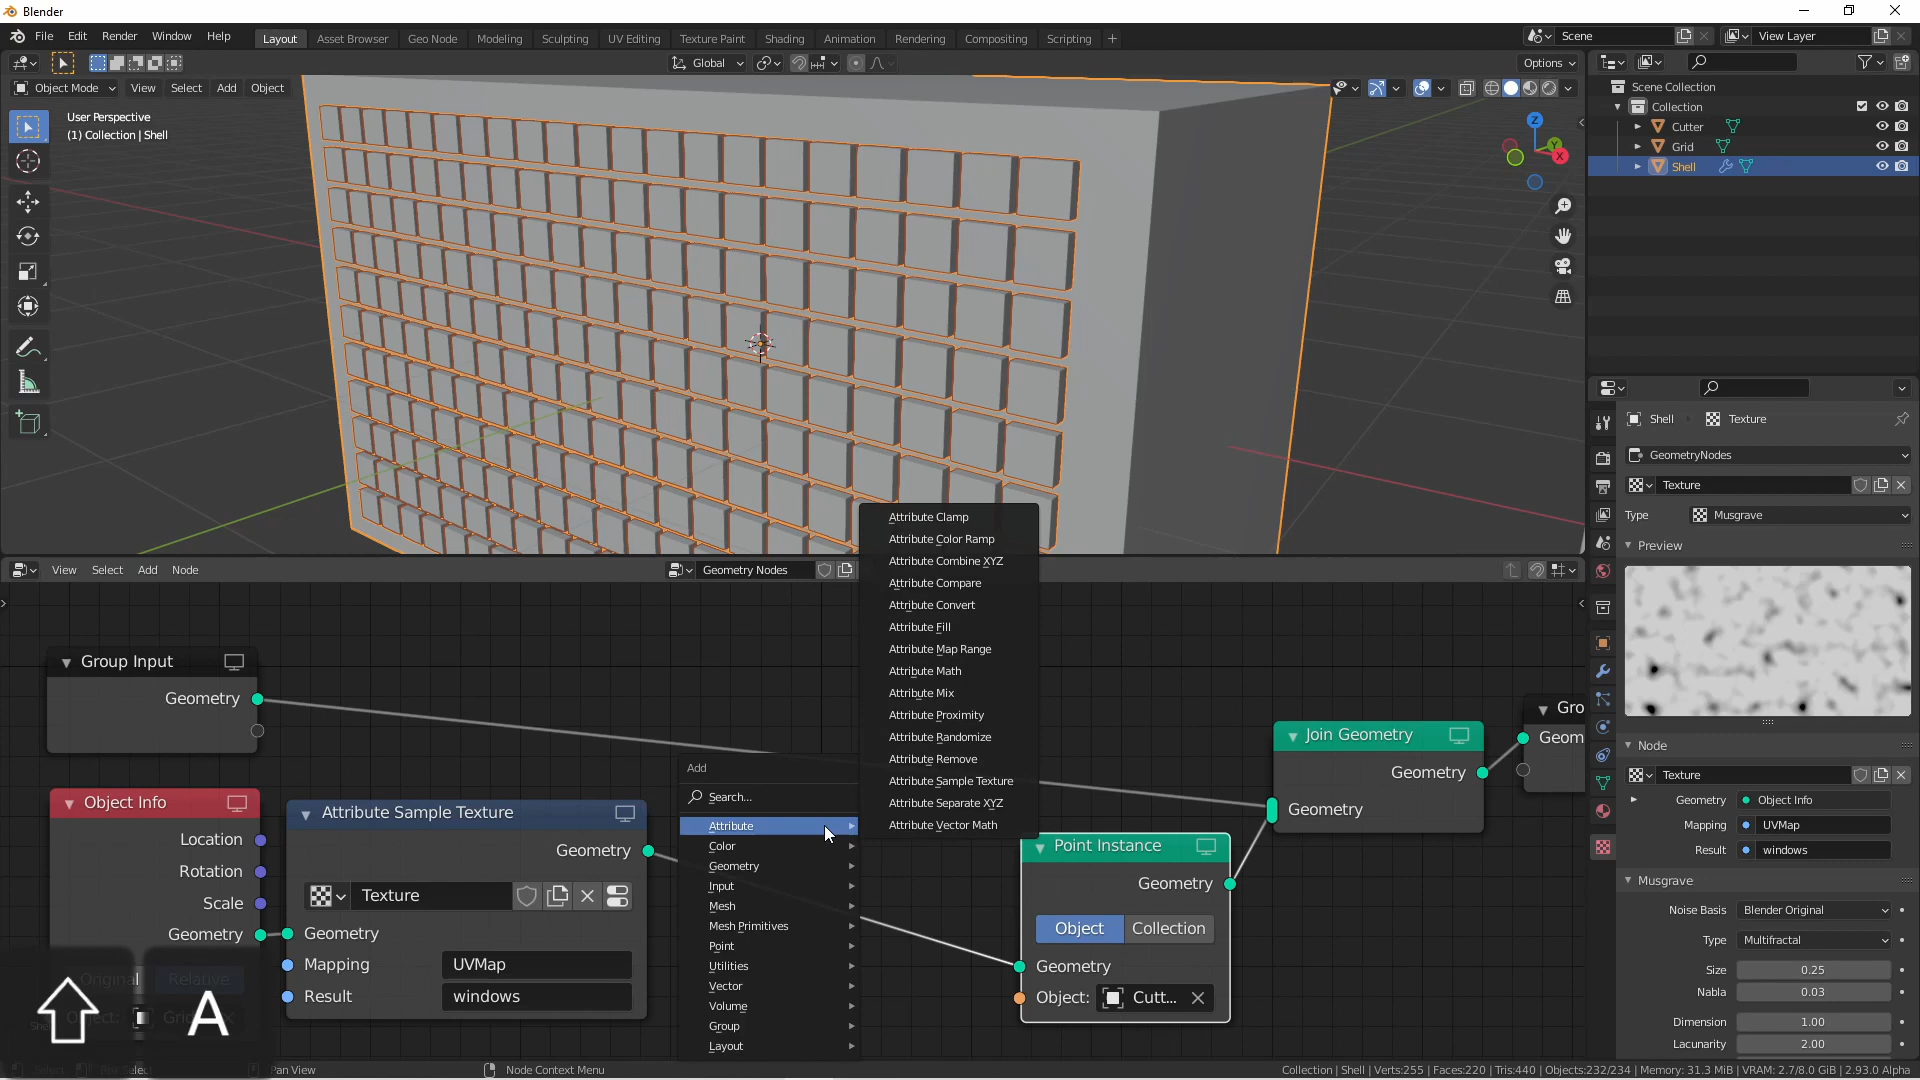 Blender
File Edit Render Window Help
Layout Asset Browser Geo Node Modeling Sculpting UV Editing Texture Paint Shading Animation Rendering Compositing Scripting +
Scene
View Layer
Global
Options
Object Mode View Select Add Object
User Perspective
(1) Collection | Shell
Z
Y
X
Scene Collection
Collection
Cutter
Grid
Shell
Shell Texture
GeometryNodes
Texture
Type Musgrave
Preview
Node
Texture
Geometry Object Info
Mapping UVMap
Result windows
Musgrave
Noise Basis Blender Original
Type Multifractal
Size 0.25
Nabla 0.03
Dimension 1.00
Lacunarity 2.00
View Select Add Node
Geometry Nodes
Group Input
Geometry
Object Info
Location
Rotation
Scale
Geometry
Original Relative
Object: Grid
Attribute Sample Texture
Geometry
Texture
Geometry
Mapping UVMap
Result windows
Add
Search...
Attribute
Color
Geometry
Input
Mesh
Mesh Primitives
Point
Utilities
Vector
Volume
Group
Layout
Attribute Clamp
Attribute Color Ramp
Attribute Combine XYZ
Attribute Compare
Attribute Convert
Attribute Fill
Attribute Map Range
Attribute Math
Attribute Mix
Attribute Proximity
Attribute Randomize
Attribute Remove
Attribute Sample Texture
Attribute Separate XYZ
Attribute Vector Math
Point Instance
Geometry
Object Collection
Geometry
Object: Cutt...
Join Geometry
Geometry
Geometry
Gro
Geom
A
Select
Box Select
Pan View
Node Context Menu
Collection | Shell | Verts:255 | Faces:220 | Tris:440 | Objects:232/234 | Memory: 31.3 MiB | VRAM: 2.7/8.0 GiB | 2.93.0 Alpha